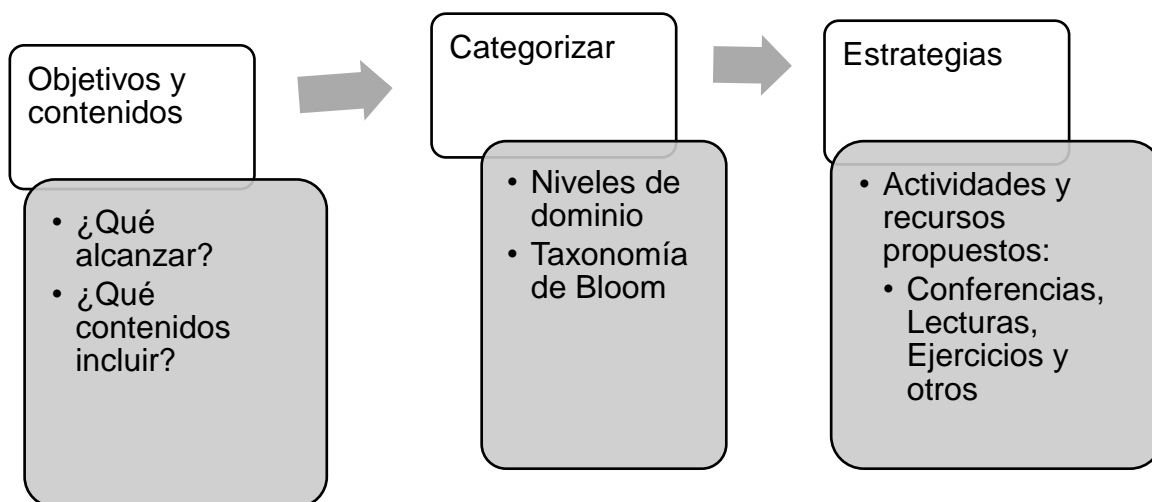 Objetivos y
contenidos
• ¿Qué
alcanzar?
• ¿Qué
contenidos
incluir?
Categorizar
• Niveles de
dominio
• Taxonomía
de Bloom
Estrategias
• Actividades y
recursos
propuestos:
• Conferencias,
Lecturas,
Ejercicios y
otros